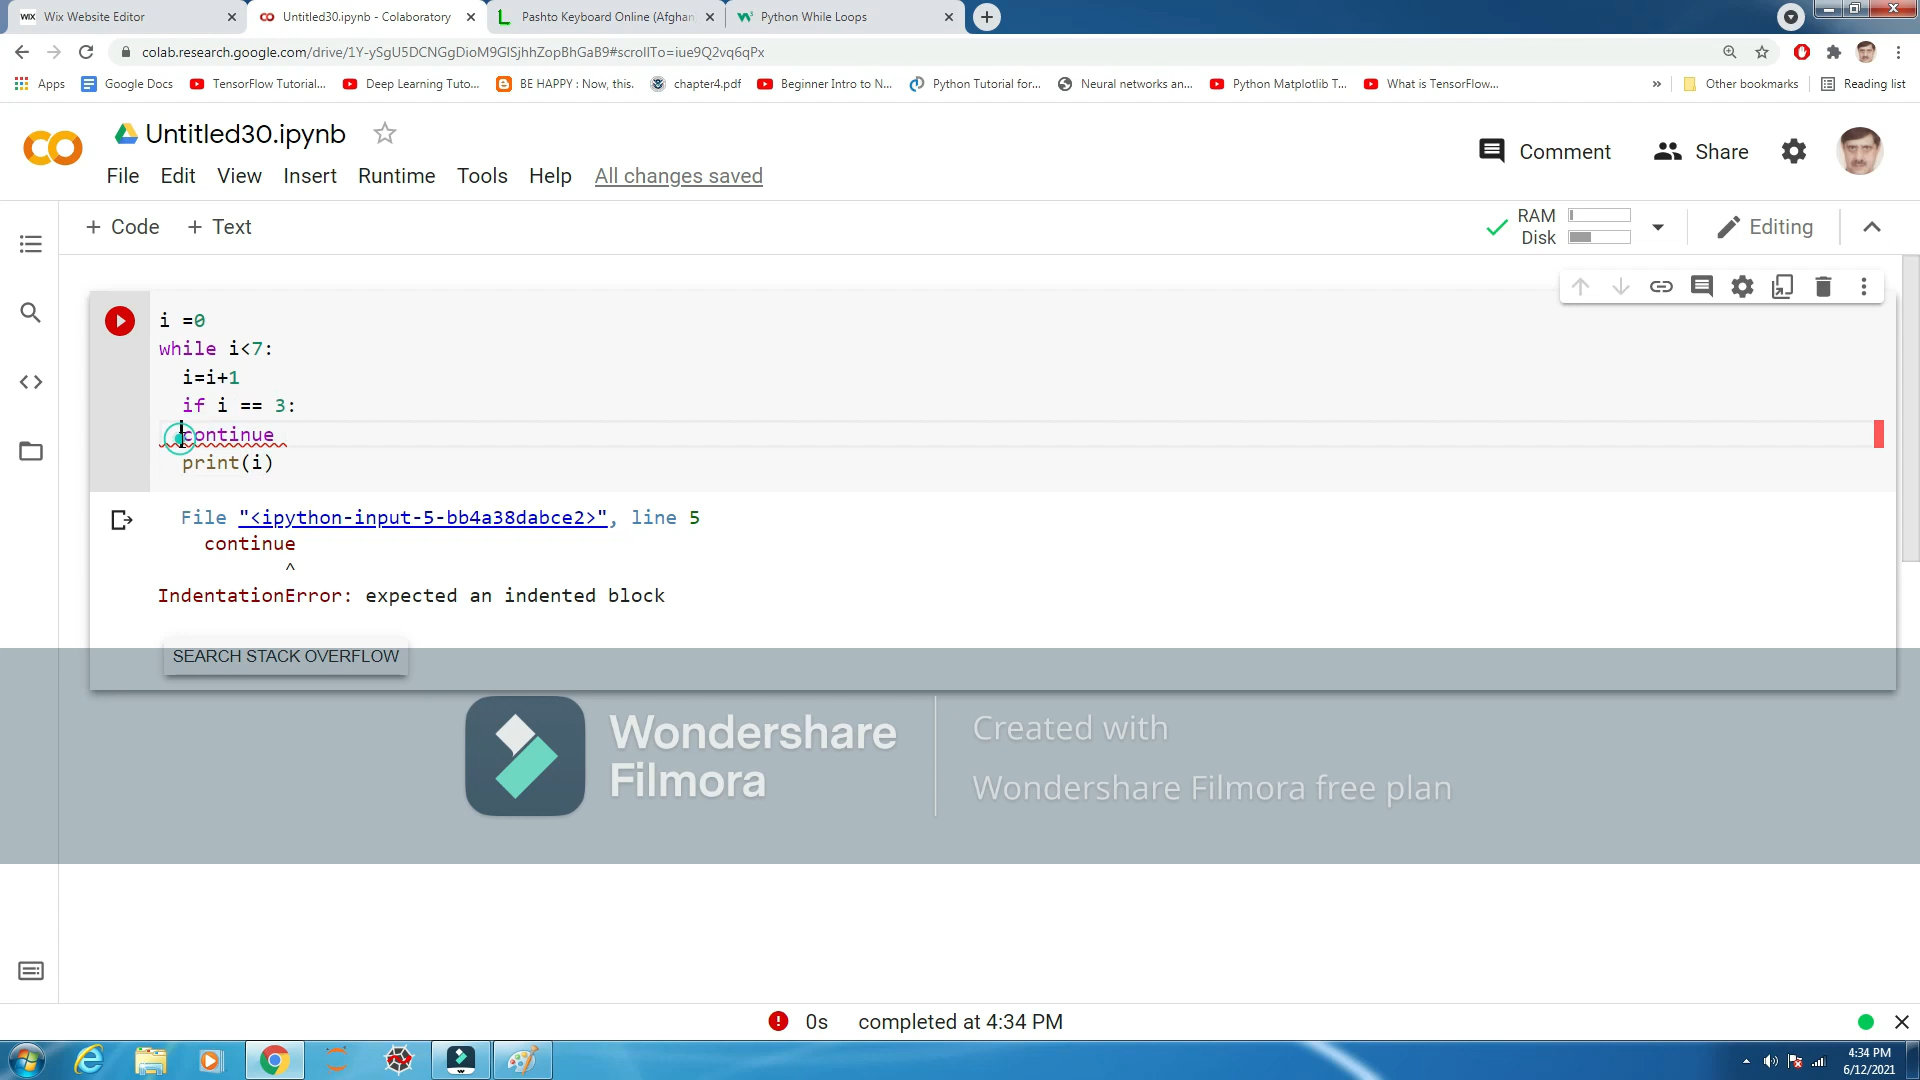 WIX Wix Website Editor
Untitled30.ipynb - Colaboratory
Pashto Keyboard Online (Afghan
Python While Loops
colab.research.google.com/drive/1Y-ySgU5DCNGgDioM9GlSjhhZopBhGaB9#scrollTo=iue9Q2vq6qPx
Apps
Google Docs
TensorFlow Tutorial...
Deep Learning Tuto...
BE HAPPY : Now, this.
chapter4.pdf
Beginner Intro to N...
Python Tutorial for...
Neural networks an...
Python Matplotlib T...
What is TensorFlow...
»
Other bookmarks
Reading list
Untitled30.ipynb
Comment
Share
File Edit View Insert Runtime Tools Help All changes saved
+ Code + Text
RAM
Disk
Editing
i =0
while i<7:
i=i+1
if i == 3:
continue
print(i)
File "<ipython-input-5-bb4a38dabce2>", line 5
continue
^
IndentationError: expected an indented block
SEARCH STACK OVERFLOW
Wondershare
Filmora
Created with
Wondershare Filmora free plan
0s completed at 4:34 PM
4:34 PM
6/12/2021